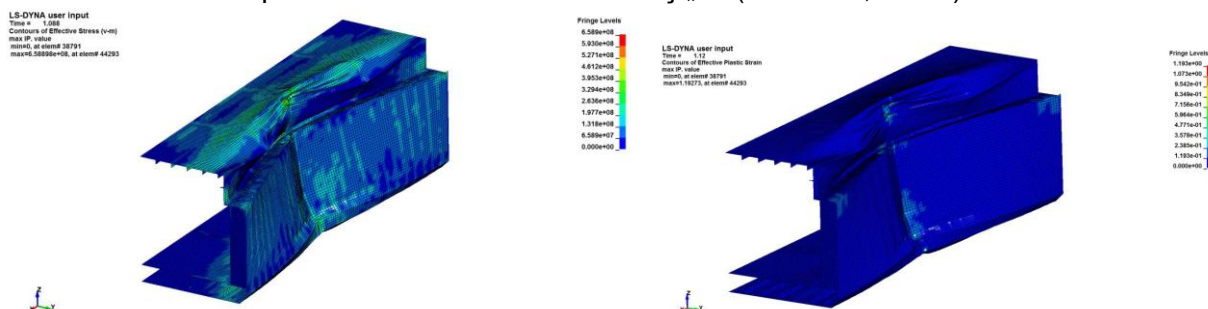 LS-DYNA user input
Time = 1.088
Contours of Effective Stress (v-m)
max IP. value
min=0, at elem# 38791
max=6.58898e+08, at elem# 44293
Fringe Levels
6.589e+08
5.930e+08
5.271e+08
4.612e+08
3.953e+08
3.294e+08
2.636e+08
1.977e+08
1.318e+08
6.589e+07
0.000e+00
Z
Y
LS-DYNA user input
Time = 1.12
Contours of Effective Plastic Strain
max IP. value
min=0, at elem# 38791
max=1.19273, at elem# 44293
Fringe Levels
1.193e+00
1.073e+00
9.542e-01
8.349e-01
7.156e-01
5.964e-01
4.771e-01
3.578e-01
2.385e-01
1.193e-01
0.000e+00
Z
Y